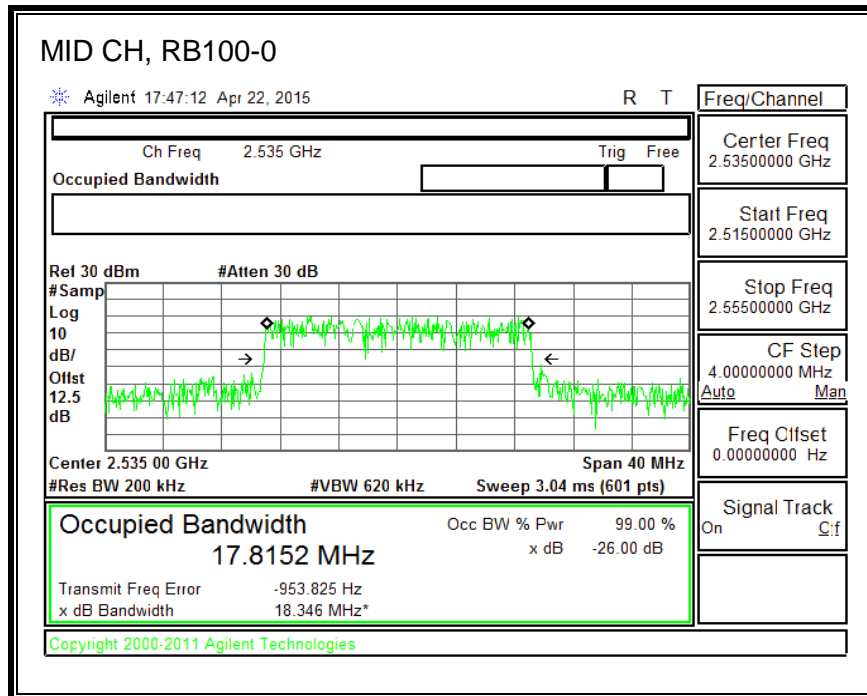 MID CH, RB100-0
Agilent 17:47:12 Apr 22, 2015 R T
Freq/Channel
Ch Freq 2.535 GHz Trig Free
Occupied Bandwidth
Center Freq
2.53500000 GHz
Start Freq
2.51500000 GHz
Stop Freq
2.55500000 GHz
CF Step
4.00000000 MHz
Auto Man
Freq Offset
0.00000000 Hz
Signal Track
On Off
Ref 30 dBm #Atten 30 dB
#Samp
Log
10
dB/
Offst
12.5
dB
Center 2.535 00 GHz Span 40 MHz
#Res BW 200 kHz #VBW 620 kHz Sweep 3.04 ms (601 pts)
Occupied Bandwidth
17.8152 MHz
Occ BW % Pwr 99.00 %
x dB -26.00 dB
Transmit Freq Error -953.825 Hz
x dB Bandwidth 18.346 MHz*
Copyright 2000-2011 Agilent Technologies